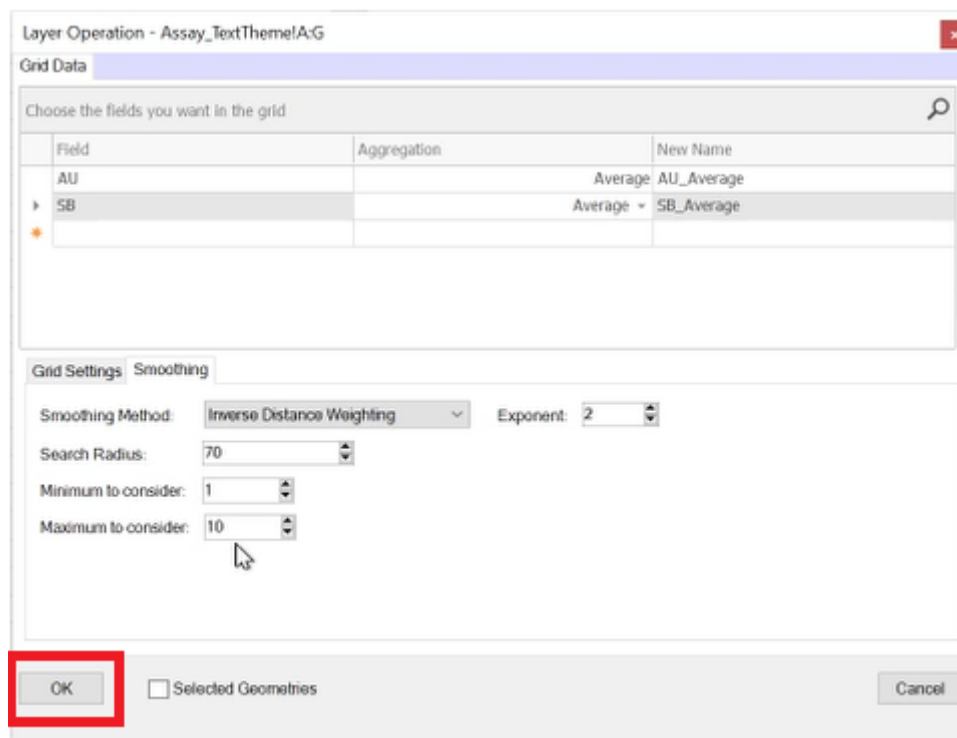 Layer Operation - Assay_TextTheme!A:G
Grid Data
Choose the fields you want in the grid
Field Aggregation New Name
AU Average AU_Average
SB Average SB_Average
Grid Settings Smoothing
Smoothing Method: Inverse Distance Weighting Exponent: 2
Search Radius: 70
Minimum to consider: 1
Maximum to consider: 10
OK Selected Geometries Cancel